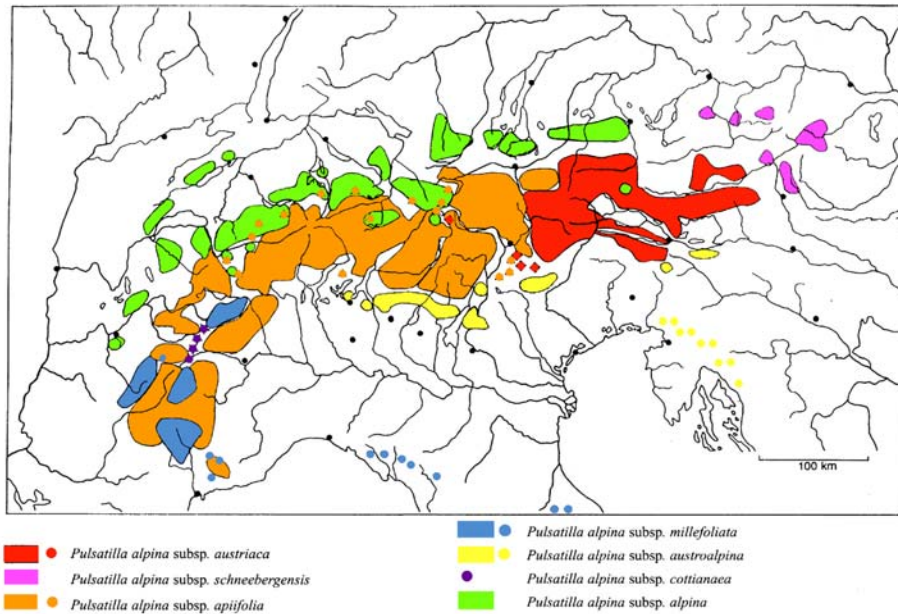 100 km
Pulsatilla alpina subsp. austriaca
Pulsatilla alpina subsp. schneebergensis
Pulsatilla alpina subsp. apiifolia
Pulsatilla alpina subsp. millefoliata
Pulsatilla alpina subsp. austroalpina
Pulsatilla alpina subsp. cottianaea
Pulsatilla alpina subsp. alpina